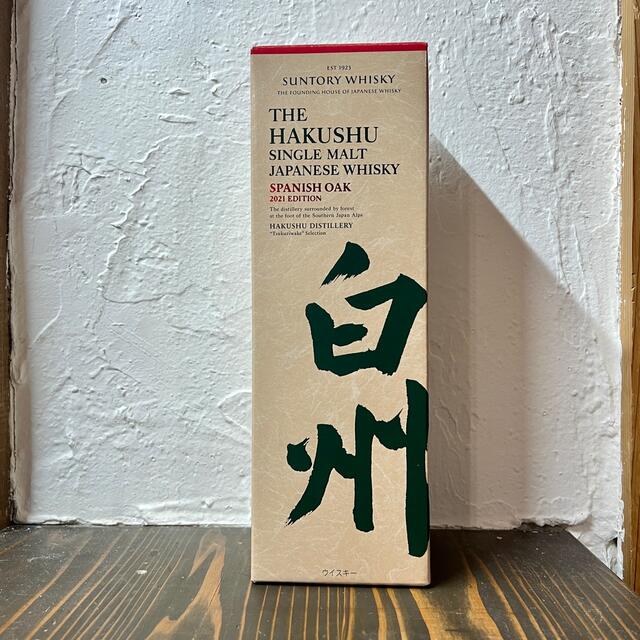 EST 1923
SUNTORY WHISKY
THE FOUNDING HOUSE OF JAPANESE WHISKY
THE
HAKUSHU
SINGLE MALT
JAPANESE WHISKY
SPANISH OAK
2021 EDITION
The distillery surrounded by forest
at the foot of the Southern Japan Alps
HAKUSHU DISTILLERY
"Tsukuriwake" Selection
白
州
ウイスキー